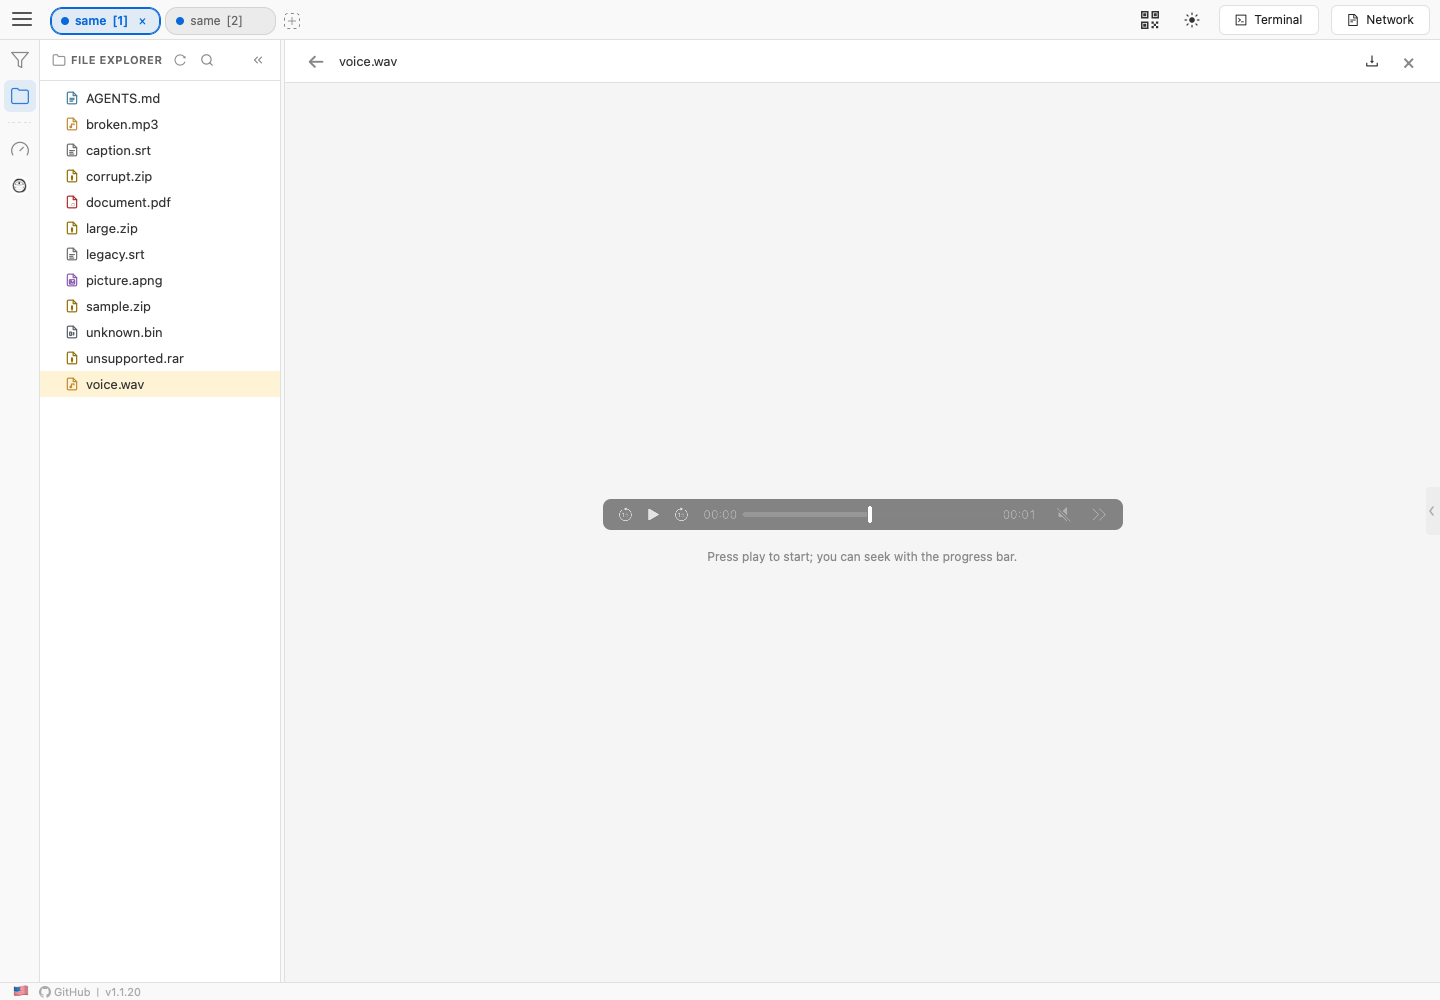 same [1] ×
same [2]
Terminal
Network
FILE EXPLORER
voice.wav
AGENTS.md
broken.mp3
caption.srt
corrupt.zip
document.pdf
large.zip
legacy.srt
picture.apng
sample.zip
unknown.bin
unsupported.rar
voice.wav
00:00
00:01
Press play to start; you can seek with the progress bar.
GitHub | v1.1.20